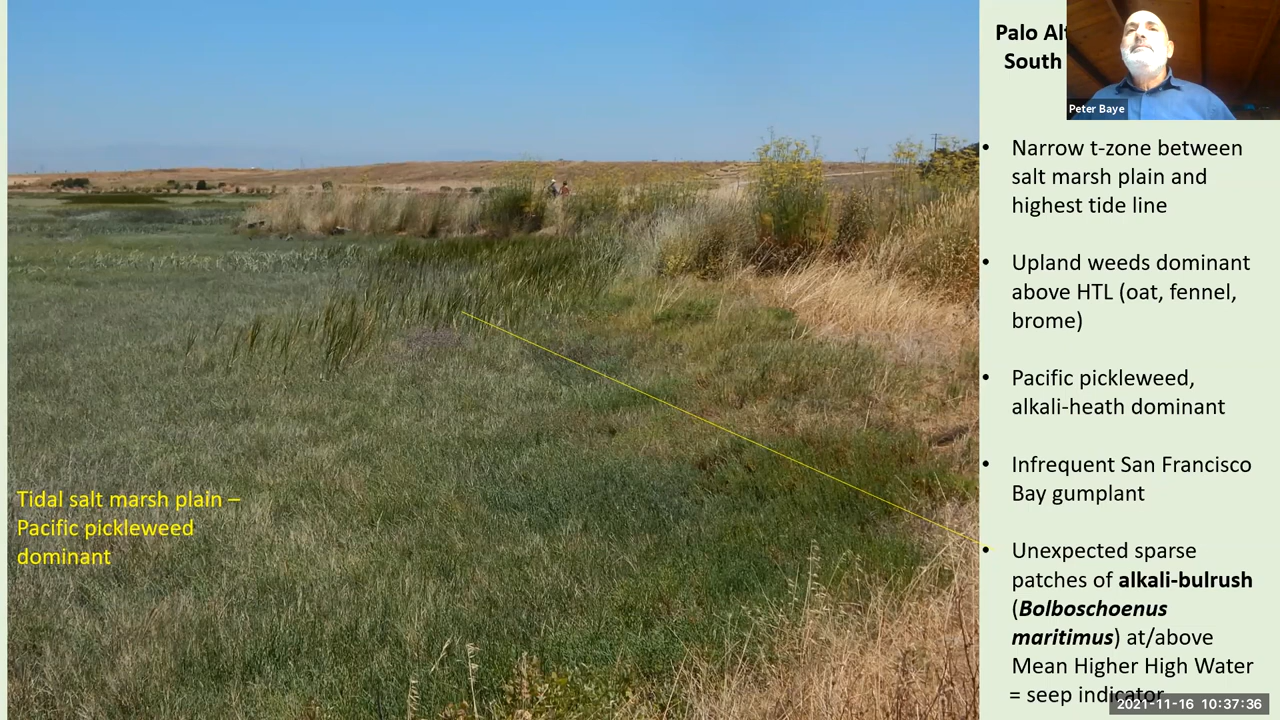 Palo Al
South
Peter Baye
• Narrow t-zone between
salt marsh plain and
highest tide line
• Upland weeds dominant
above HTL (oat, fennel,
brome)
• Pacific pickleweed,
alkali-heath dominant
• Infrequent San Francisco
Bay gumplant
• Unexpected sparse
patches of alkali-bulrush
(Bolboschoenus
maritimus) at/above
Mean Higher High Water
= seep indicator
Tidal salt marsh plain –
Pacific pickleweed
dominant
2021-11-16 10:37:36